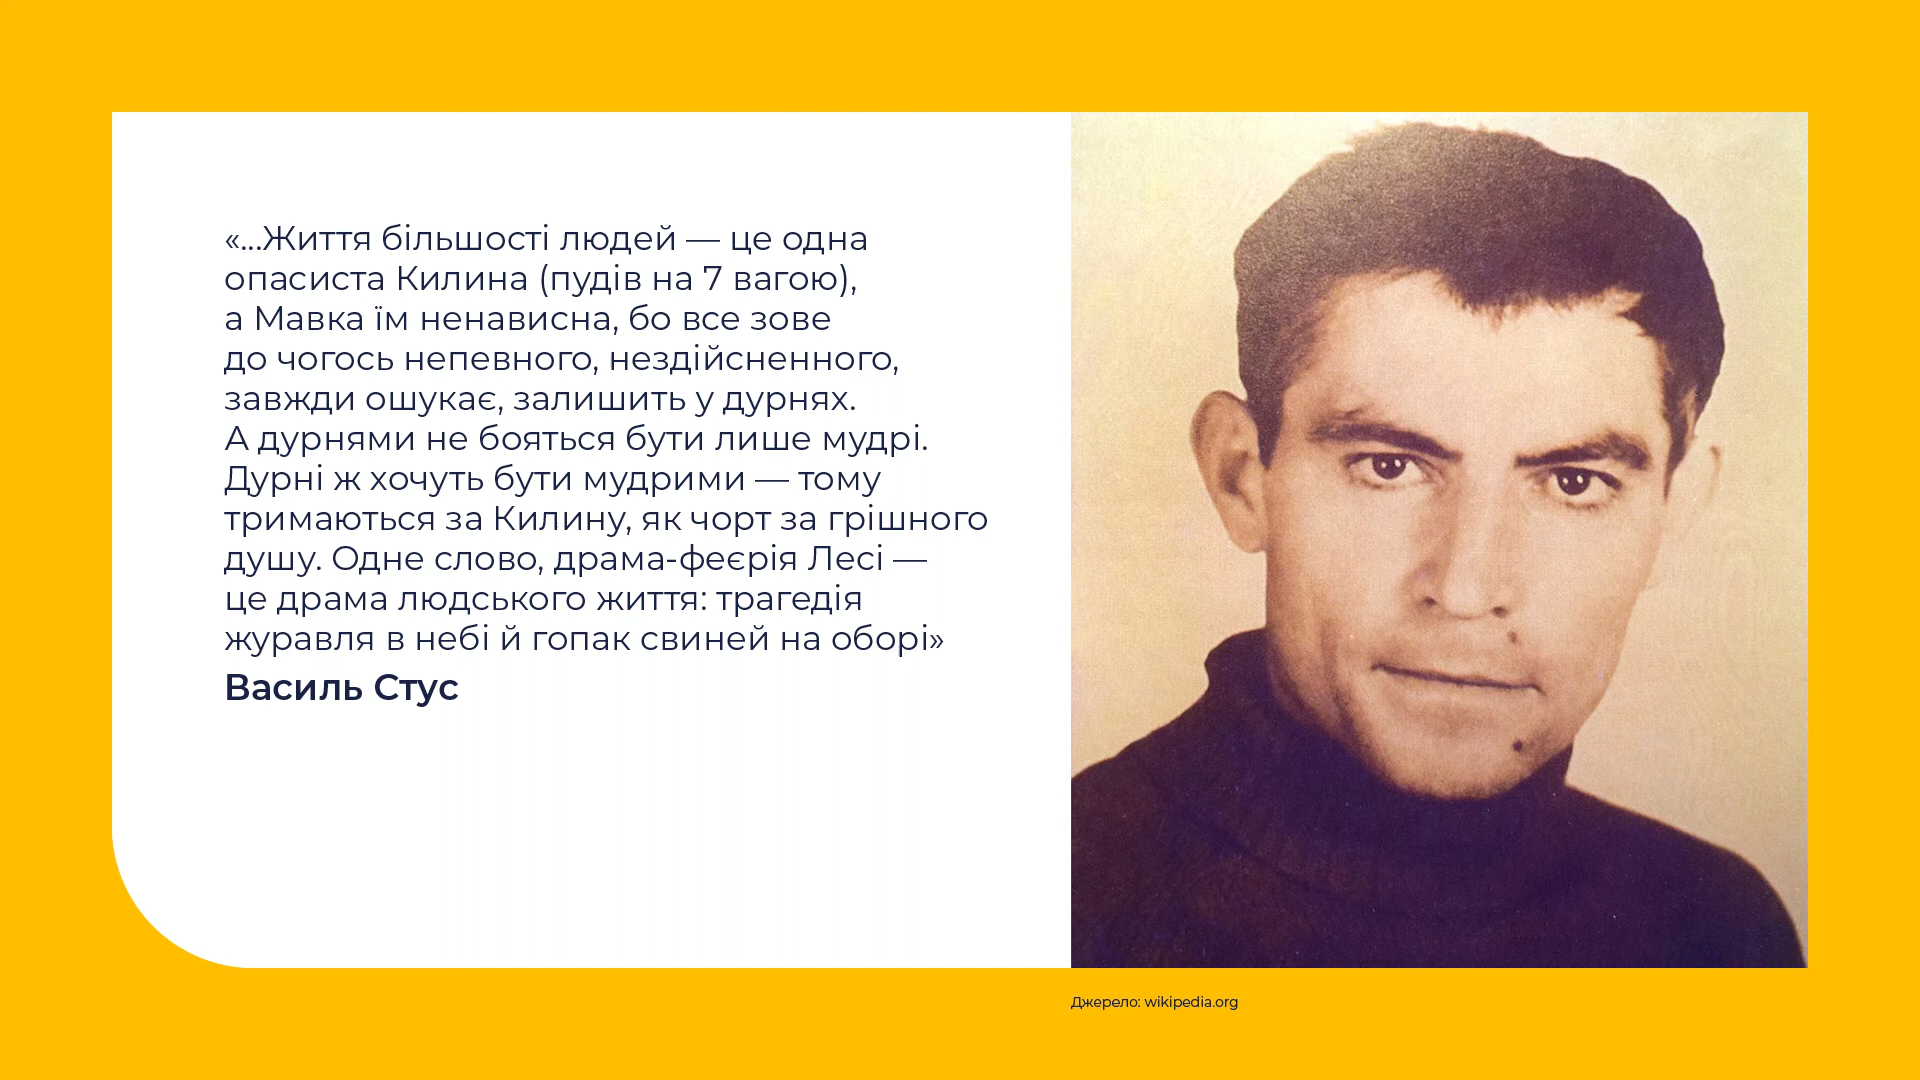 «...Життя більшості людей — це одна
опасиста Килина (пудів на 7 вагою),
а Мавка їм ненависна, бо все зове
до чогось непевного, нездійсненного,
завжди ошукає, залишить у дурнях.
А дурнями не бояться бути лише мудрі.
Дурні ж хочуть бути мудрими — тому
тримаються за Килину, як чорт за грішного
душу. Одне слово, драма-феєрія Лесі —
це драма людського життя: трагедія
журавля в небі й гопак свиней на оборі»
Василь Стус
Джерело: wikipedia.org